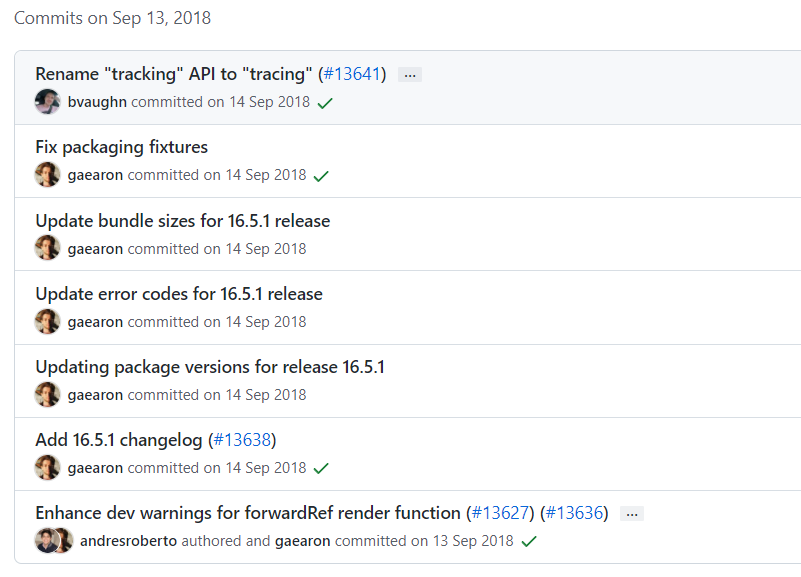 Commits on Sep 13, 2018
Rename "tracking" API to "tracing" (#13641) ...
bvaughn committed on 14 Sep 2018
Fix packaging fixtures
gaearon committed on 14 Sep 2018
Update bundle sizes for 16.5.1 release
gaearon committed on 14 Sep 2018
Update error codes for 16.5.1 release
gaearon committed on 14 Sep 2018
Updating package versions for release 16.5.1
gaearon committed on 14 Sep 2018
Add 16.5.1 changelog (#13638)
gaearon committed on 14 Sep 2018
Enhance dev warnings for forwardRef render function (#13627) (#13636) ...
andresroberto authored and gaearon committed on 13 Sep 2018